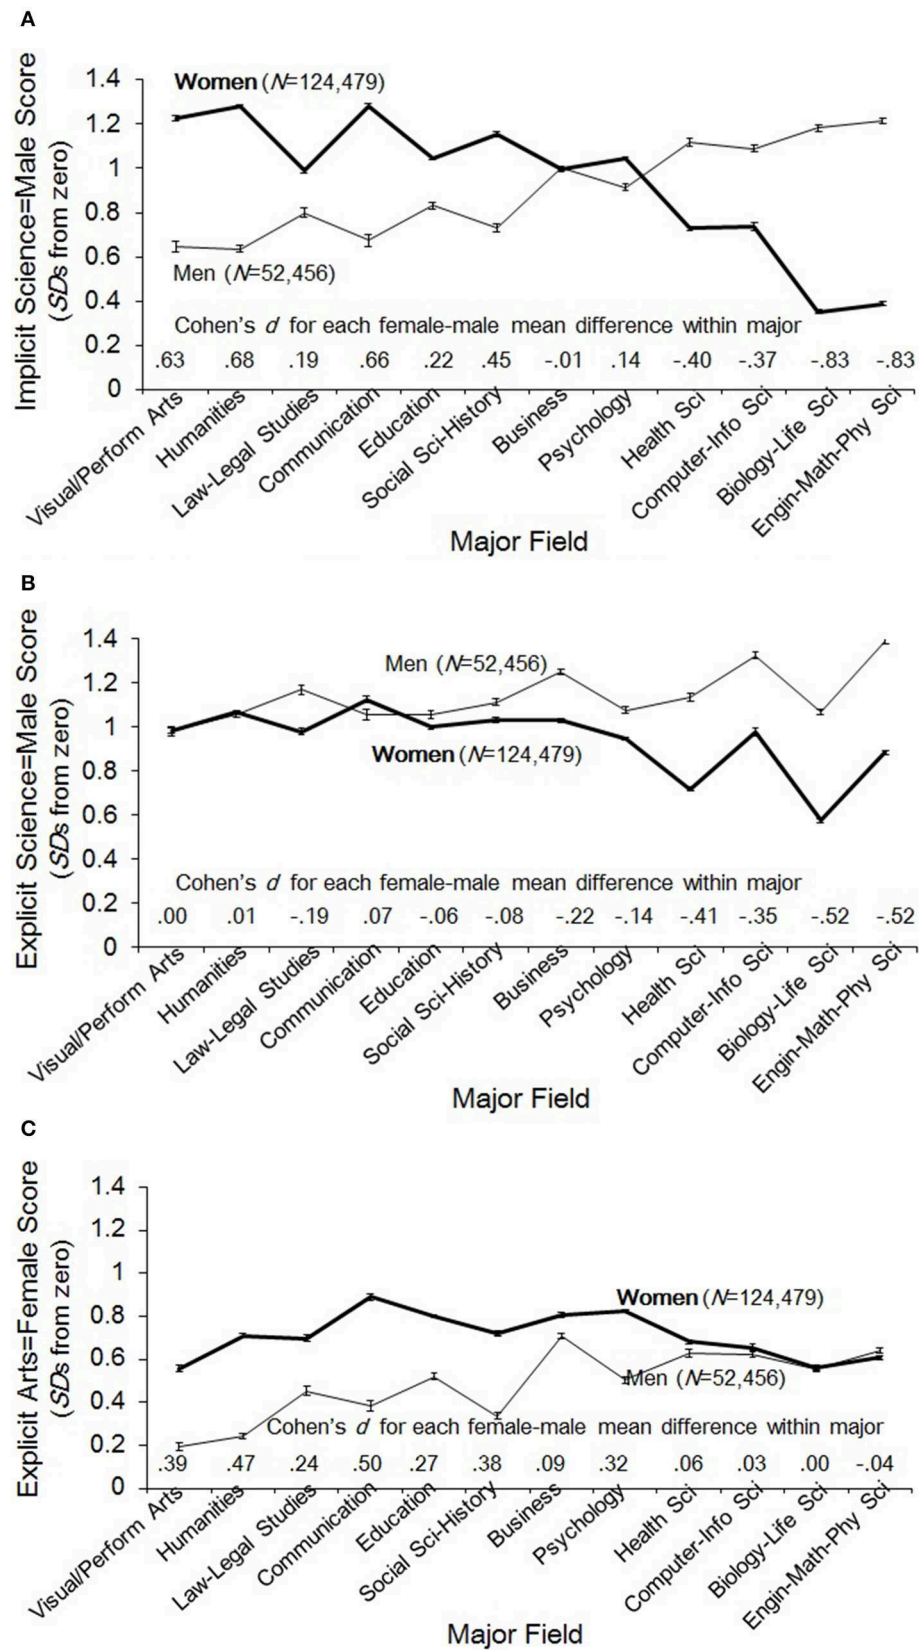 A
Implicit Science=Male Score
(SDs from zero)
1.4
1.2
1
0.8
0.6
0.4
0.2
0
Women (N=124,479)
Men (N=52,456)
Cohen's d for each female-male mean difference within major
.63 .68 .19 .66 .22 .45 -.01 .14 -.40 -.37 -.83 -.83
Visual/Perform Arts
Humanities
Law-Legal Studies
Communication
Education
Social Sci-History
Business
Psychology
Health Sci
Computer-Info Sci
Biology-Life Sci
Engin-Math-Phy Sci
Major Field
B
Explicit Science=Male Score
(SDs from zero)
1.4
1.2
1
0.8
0.6
0.4
0.2
0
Men (N=52,456)
Women (N=124,479)
Cohen's d for each female-male mean difference within major
.00 .01 -.19 .07 -.06 -.08 -.22 -.14 -.41 -.35 -.52 -.52
Visual/Perform Arts
Humanities
Law-Legal Studies
Communication
Education
Social Sci-History
Business
Psychology
Health Sci
Computer-Info Sci
Biology-Life Sci
Engin-Math-Phy Sci
Major Field
C
Explicit Arts=Female Score
(SDs from zero)
1.4
1.2
1
0.8
0.6
0.4
0.2
0
Women (N=124,479)
Men (N=52,456)
Cohen's d for each female-male mean difference within major
.39 .47 .24 .50 .27 .38 .09 .32 .06 .03 .00 -.04
Visual/Perform Arts
Humanities
Law-Legal Studies
Communication
Education
Social Sci-History
Business
Psychology
Health Sci
Computer-Info Sci
Biology-Life Sci
Engin-Math-Phy Sci
Major Field